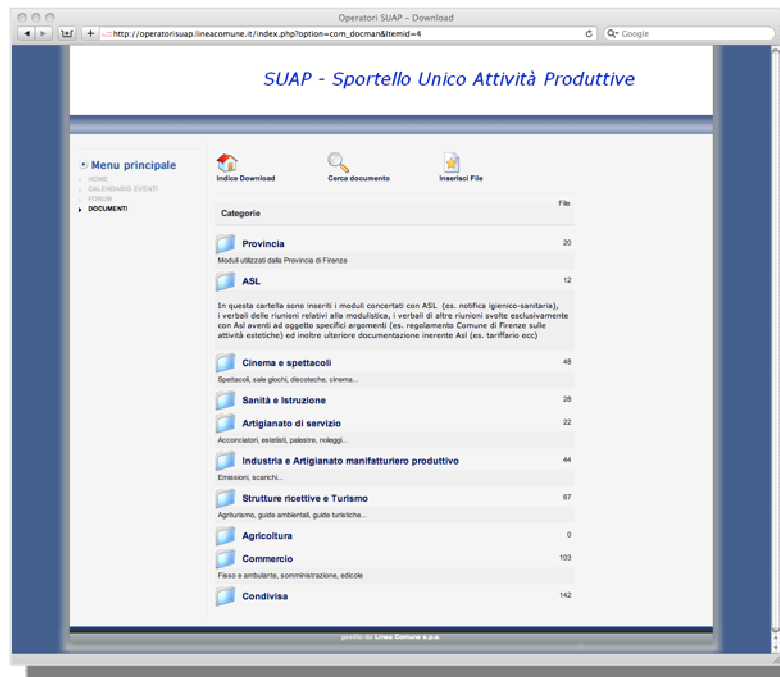 Operatori SUAP – Download
http://operatorisuap.lineacomune.it/index.php?option=com_docman&Itemid=4
Google
SUAP - Sportello Unico Attività Produttive
Menu principale
HOME
CALENDARIO EVENTI
FORUM
DOCUMENTI
Indice Download
Cerca documento
Inserisci File
Categorie
File
Provincia
20
Moduli utilizzati dalla Provincia di Firenze
ASL
12
In questa cartella sono inseriti i moduli concertati con ASL (es. notifica igienico-sanitaria),
i verbali delle riunioni relativi alla modulistica, i verbali di altre riunioni svolte esclusivamente
con Asl aventi ad oggetto specifici argomenti (es. regolamento Comune di Firenze sulle
attività estetiche) ed inoltre ulteriore documentazione inerente Asl (es. tariffario ecc)
Cinema e spettacoli
48
Spettacoli, sale giochi, discoteche, cinema...
Sanità e Istruzione
28
Artigianato di servizio
22
Acconciatori, estetisti, palestre, noleggi...
Industria e Artigianato manifatturiero produttivo
44
Emissioni, scarichi...
Strutture ricettive e Turismo
67
Agriturismo, guide ambientali, guide turistiche...
Agricoltura
0
Commercio
103
Fisso e ambulante, somministrazione, edicole
Condivisa
142
gestito da Linea Comune s.p.a.